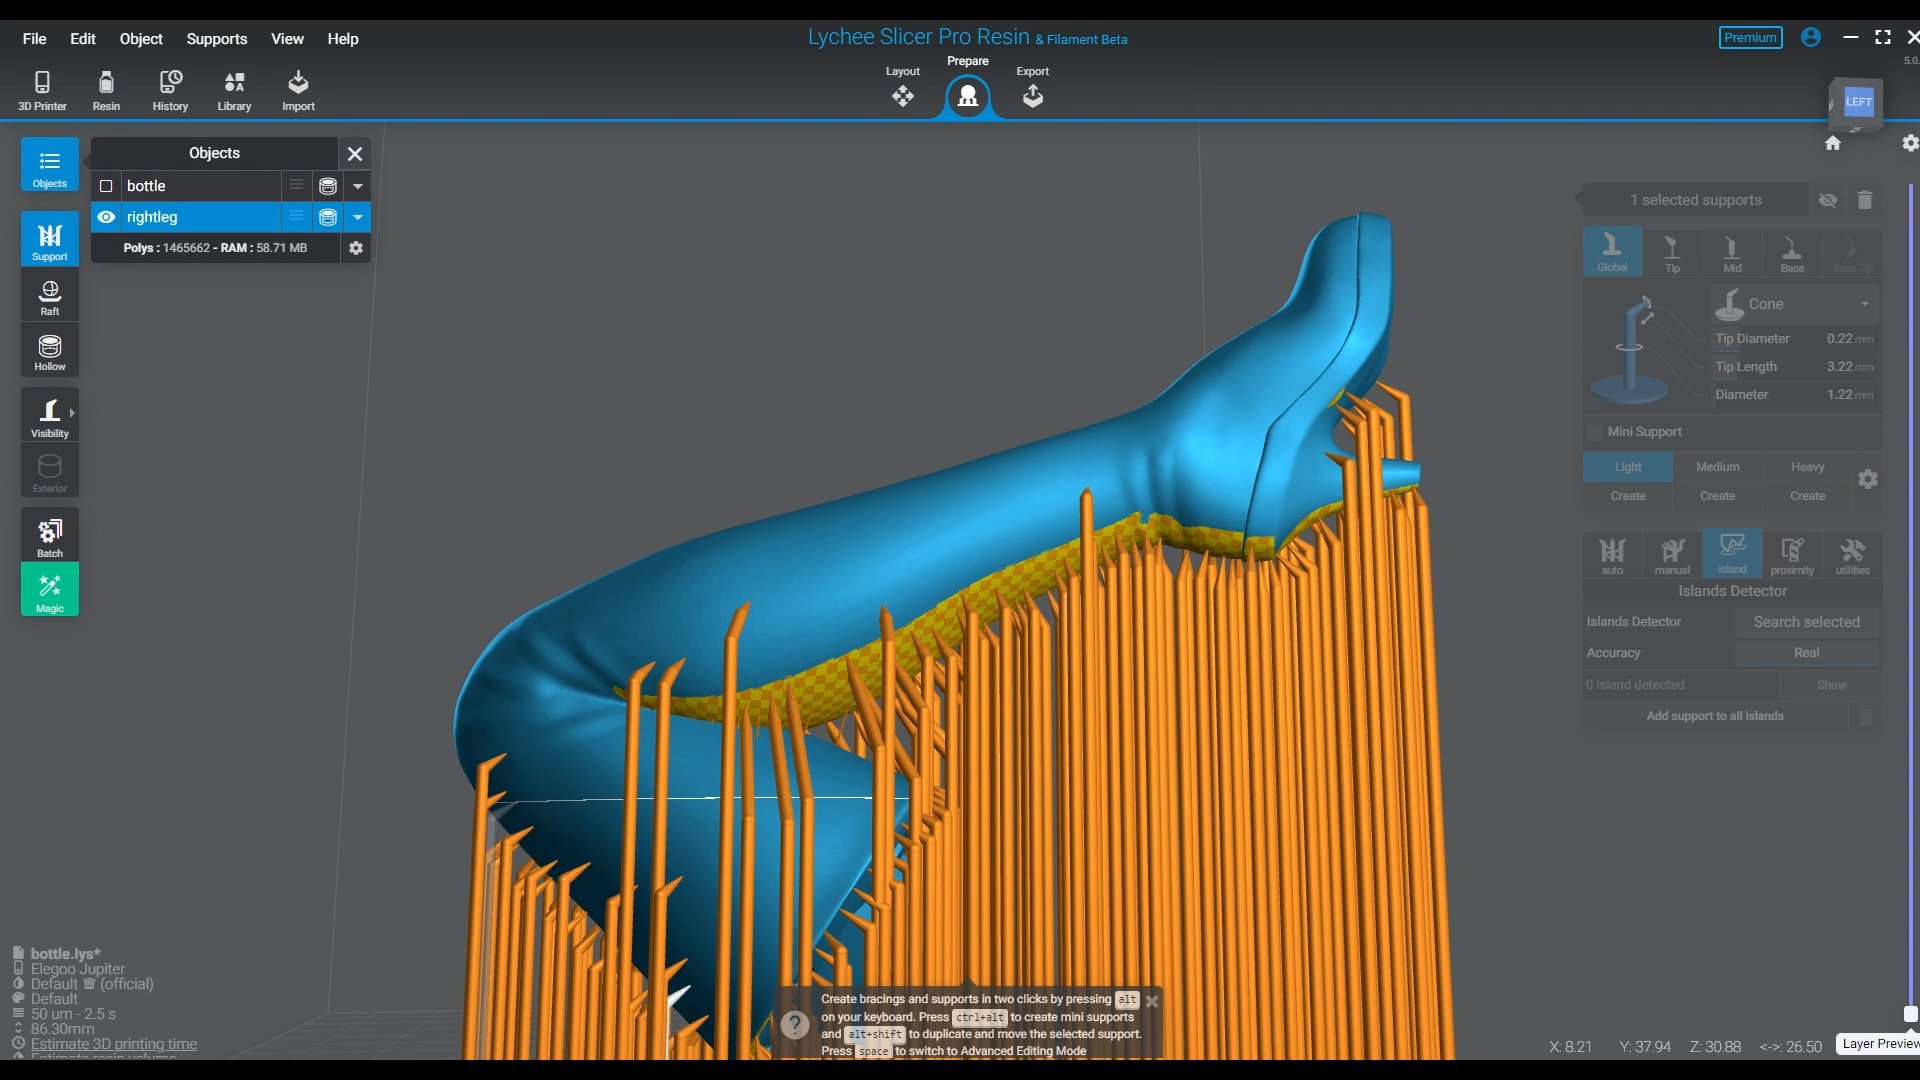 File Edit Object Supports View Help
Lychee Slicer Pro Resin & Filament Beta
Premium
5.0.
3D Printer Resin History Library Import
Layout Prepare Export
LEFT
Objects
Objects
bottle
rightleg
Polys : 1465662 - RAM : 58.71 MB
Support
Raft
Hollow
Visibility
Exterior
Batch
Magic
1 selected supports
Global Tip Mid Base Base Tip
Cone
Tip Diameter 0.22 mm
Tip Length 3.22 mm
Diameter 1.22 mm
Mini Support
Light Medium Heavy
Create Create Create
auto manual island proximity utilities
Islands Detector
Islands Detector Search selected
Accuracy Real
0 island detected Show
Add support to all islands
bottle.lys*
Elegoo Jupiter
Default (official)
Default
50 um - 2.5 s
86.30mm
Estimate 3D printing time
Estimate resin volume
Create bracings and supports in two clicks by pressing alt
on your keyboard. Press ctrl+alt to create mini supports
and alt+shift to duplicate and move the selected support.
Press space to switch to Advanced Editing Mode
X: 8.21 Y: 37.94 Z: 30.88 <->: 26.50
Layer Preview